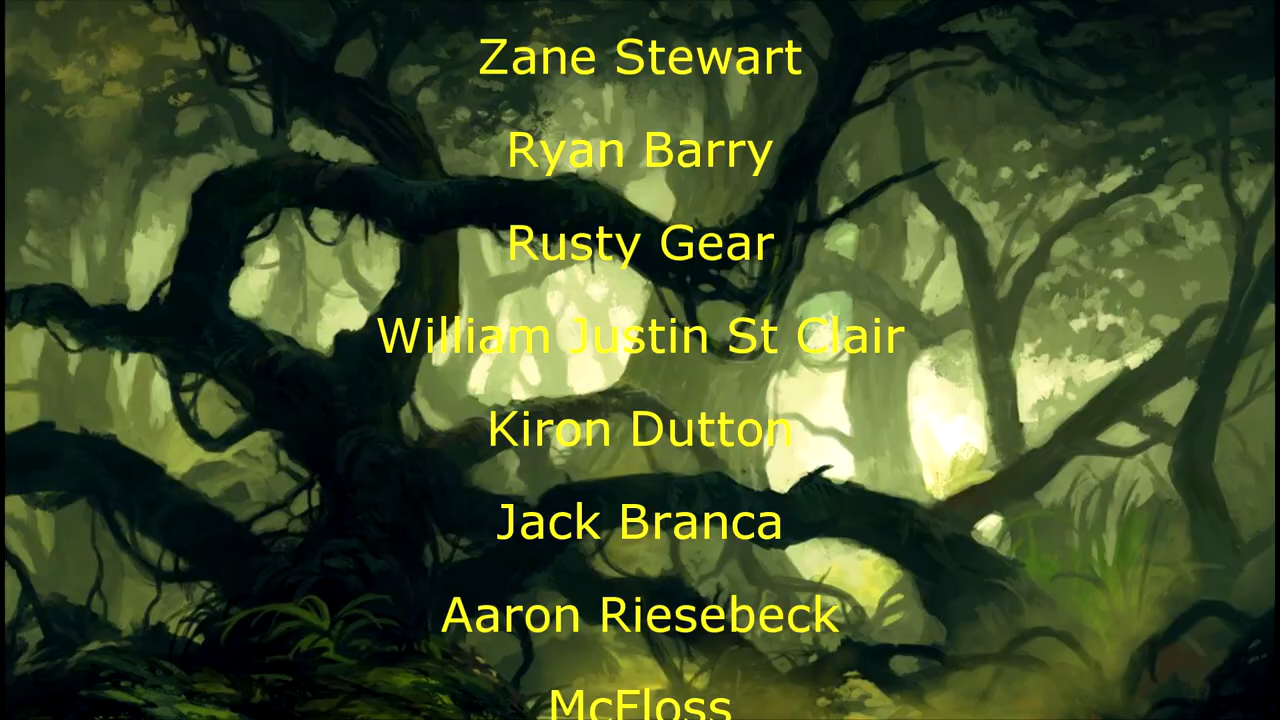 Zane Stewart
Ryan Barry
Rusty Gear
William Justin St Clair
Kiron Dutton
Jack Branca
Aaron Riesebeck
McFloss